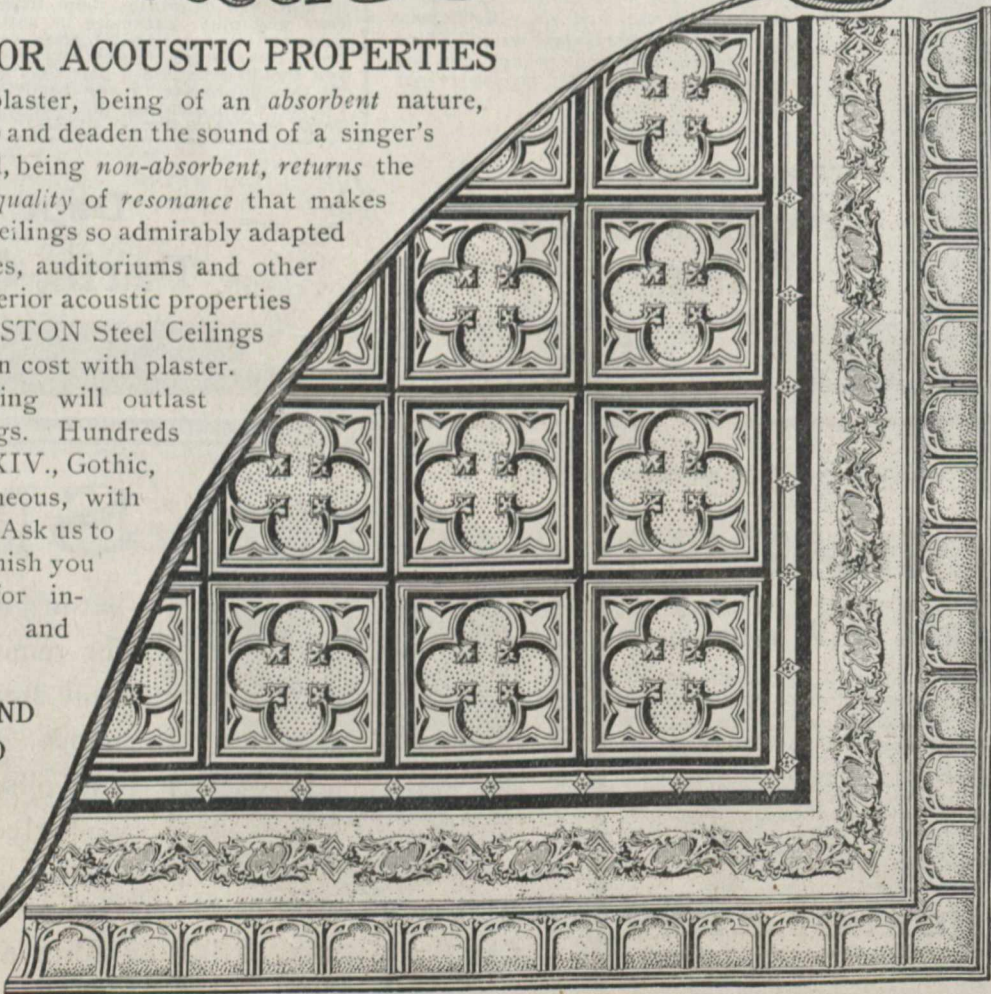 OR ACOUSTIC PROPERTIES
plaster, being of an absorbent nature,
and deaden the sound of a singer's
, being non-absorbent, returns the
quality of resonance that makes
eilings so admirably adapted
es, auditoriums and other
erior acoustic properties
STON Steel Ceilings
n cost with plaster.
ing will outlast
gs. Hundreds
XIV., Gothic,
neous, with
Ask us to
nish you
for in-
and
ND